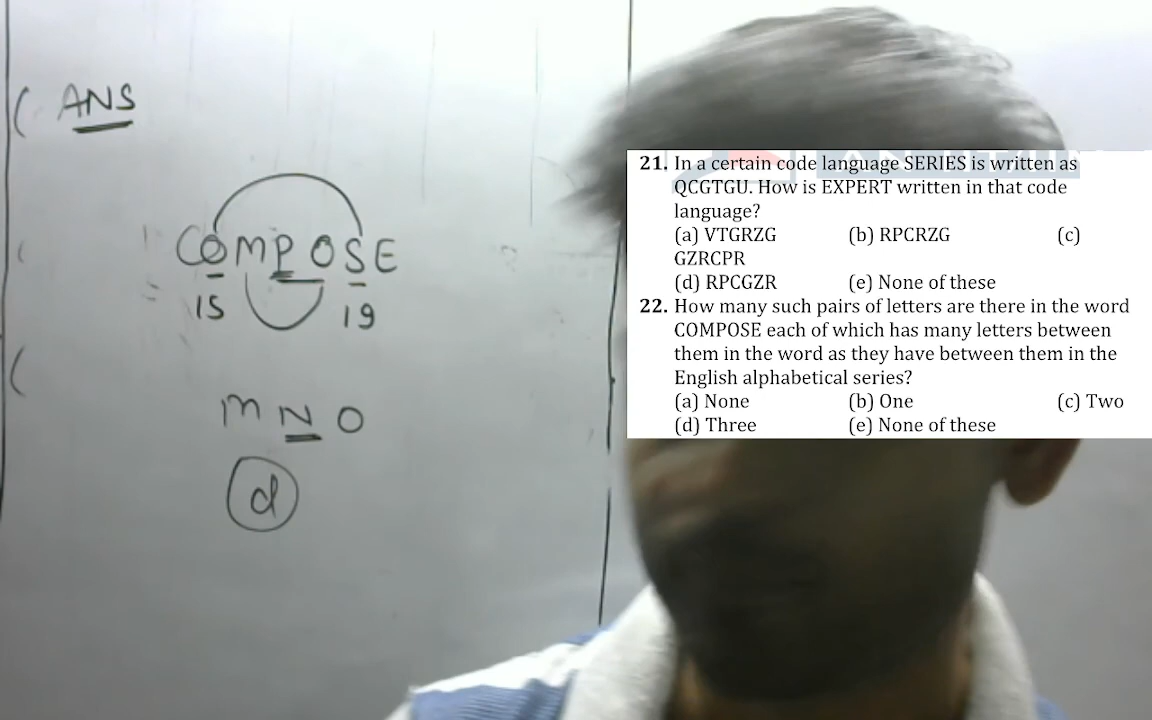 ANS
COMPOSE
15 19
M N O
d
21. In a certain code language SERIES is written as
QCGTGU. How is EXPERT written in that code
language?
(a) VTGRZG (b) RPCRZG (c)
GZRCPR
(d) RPCGZR (e) None of these
22. How many such pairs of letters are there in the word
COMPOSE each of which has many letters between
them in the word as they have between them in the
English alphabetical series?
(a) None (b) One (c) Two
(d) Three (e) None of these